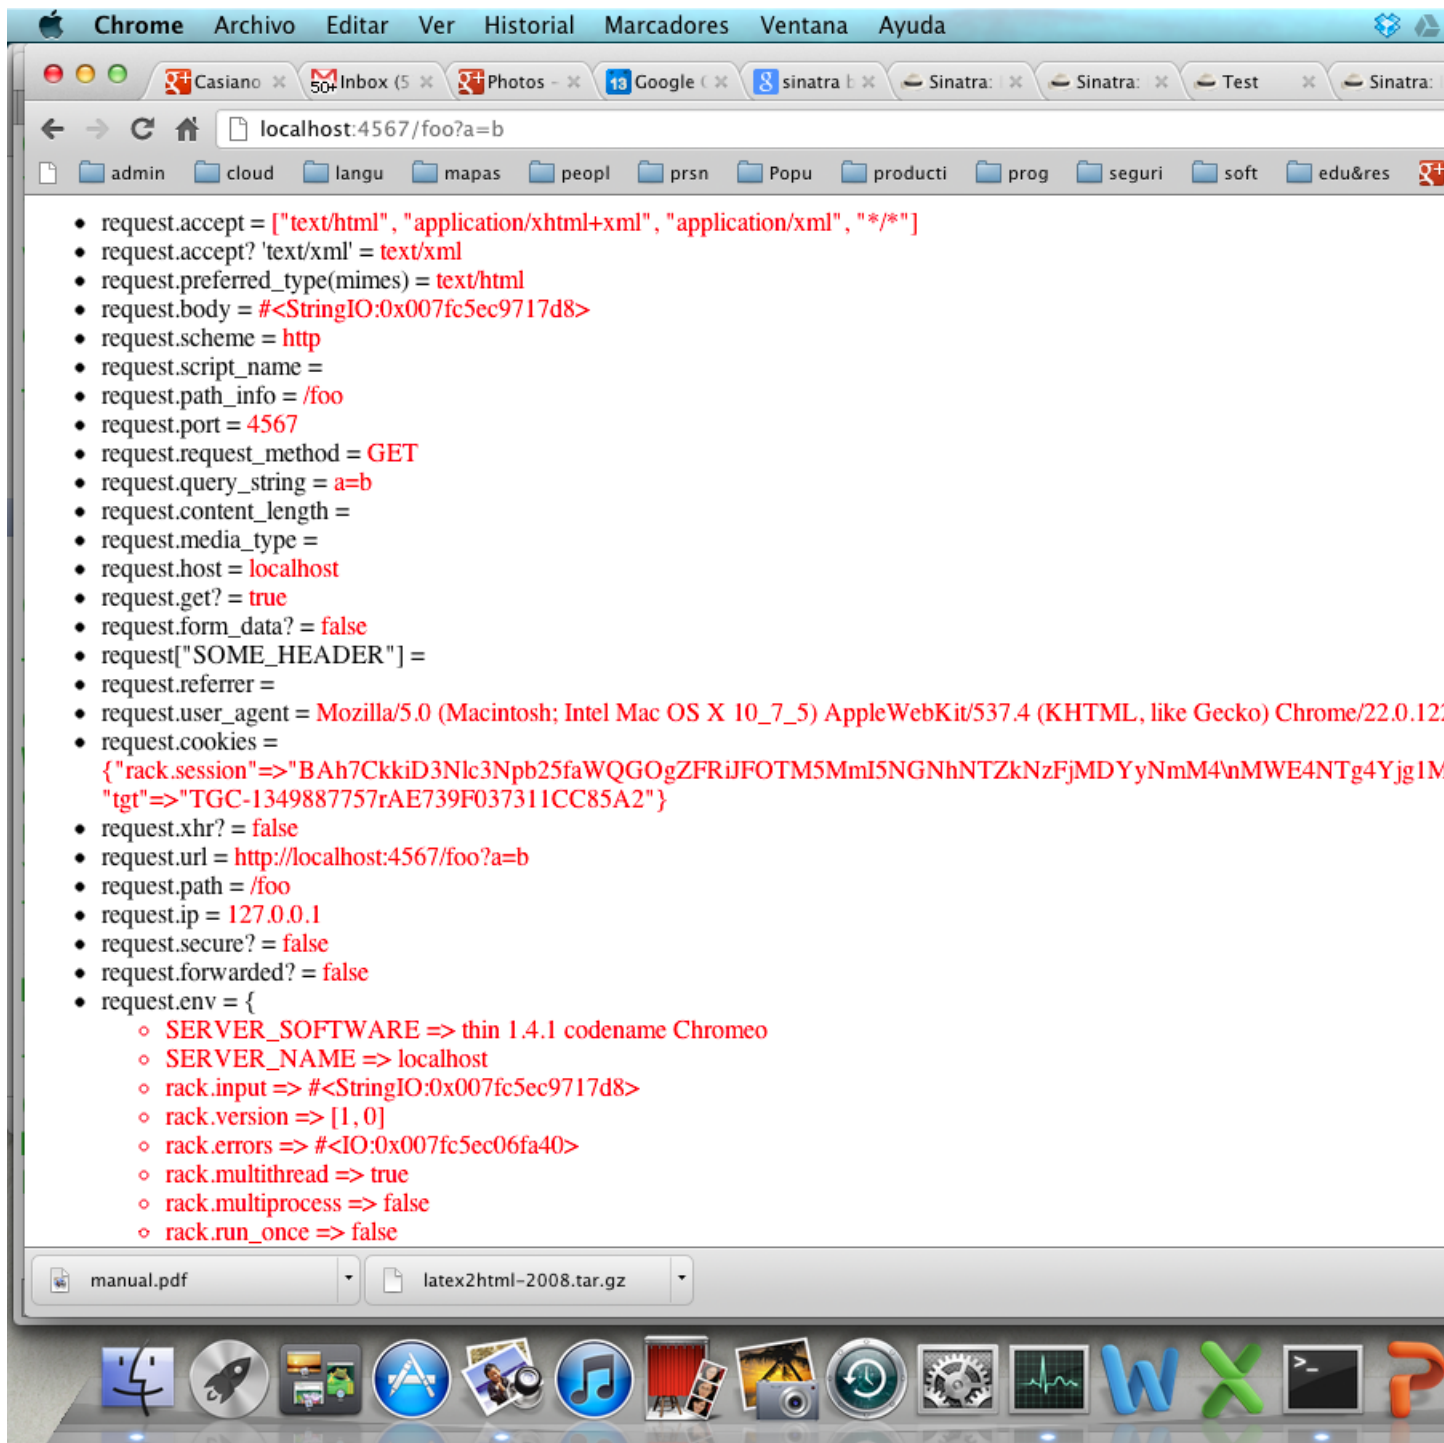 Chrome Archivo Editar Ver Historial Marcadores Ventana Ayuda
Casiano Inbox (5 Photos - Google sinatra b Sinatra: Sinatra: Test Sinatra:
localhost:4567/foo?a=b
admin cloud langu mapas peopl prsn Popu producti prog seguri soft edu&res
request.accept = ["text/html", "application/xhtml+xml", "application/xml", "*/*"]
request.accept? 'text/xml' = text/xml
request.preferred_type(mimes) = text/html
request.body = #<StringIO:0x007fc5ec9717d8>
request.scheme = http
request.script_name =
request.path_info = /foo
request.port = 4567
request.request_method = GET
request.query_string = a=b
request.content_length =
request.media_type =
request.host = localhost
request.get? = true
request.form_data? = false
request["SOME_HEADER"] =
request.referrer =
request.user_agent = Mozilla/5.0 (Macintosh; Intel Mac OS X 10_7_5) AppleWebKit/537.4 (KHTML, like Gecko) Chrome/22.0.122
request.cookies =
{"rack.session"=>"BAh7CkkiD3Nlc3Npb25faWQGOgZFRiJFOTM5MmI5NGNhNTZkNzFjMDYyNmM4\nMWE4NTg4Yjg1M
"tgt"=>"TGC-1349887757rAE739F037311CC85A2"}
request.xhr? = false
request.url = http://localhost:4567/foo?a=b
request.path = /foo
request.ip = 127.0.0.1
request.secure? = false
request.forwarded? = false
request.env = {
SERVER_SOFTWARE => thin 1.4.1 codename Chromeo
SERVER_NAME => localhost
rack.input => #<StringIO:0x007fc5ec9717d8>
rack.version => [1, 0]
rack.errors => #<IO:0x007fc5ec06fa40>
rack.multithread => true
rack.multiprocess => false
rack.run_once => false
manual.pdf latex2html-2008.tar.gz